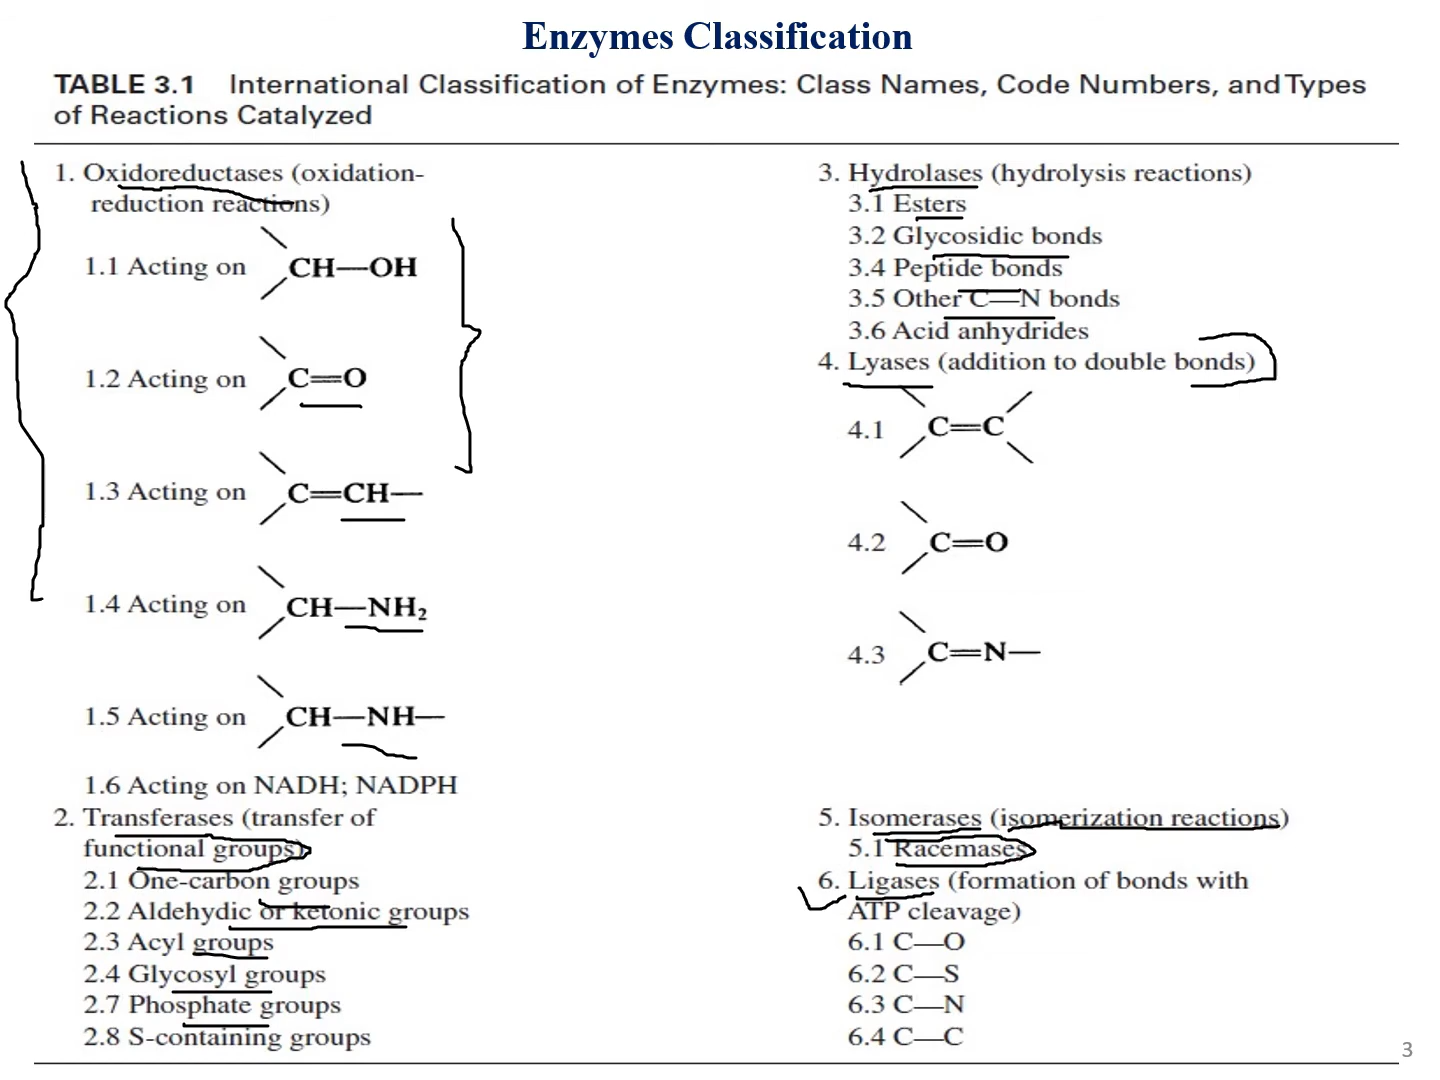 Enzymes Classification
TABLE 3.1 International Classification of Enzymes: Class Names, Code Numbers, and Types
of Reactions Catalyzed
1. Oxidoreductases (oxidation-
reduction reactions)
1.1 Acting on CH—OH
1.2 Acting on C=O
1.3 Acting on C=CH—
1.4 Acting on CH—NH₂
1.5 Acting on CH—NH—
1.6 Acting on NADH; NADPH
2. Transferases (transfer of
functional groups)
2.1 One-carbon groups
2.2 Aldehydic or ketonic groups
2.3 Acyl groups
2.4 Glycosyl groups
2.7 Phosphate groups
2.8 S-containing groups
3. Hydrolases (hydrolysis reactions)
3.1 Esters
3.2 Glycosidic bonds
3.4 Peptide bonds
3.5 Other C—N bonds
3.6 Acid anhydrides
4. Lyases (addition to double bonds)
4.1 C=C
4.2 C=O
4.3 C=N—
5. Isomerases (isomerization reactions)
5.1 Racemases
6. Ligases (formation of bonds with
ATP cleavage)
6.1 C—O
6.2 C—S
6.3 C—N
6.4 C—C
3